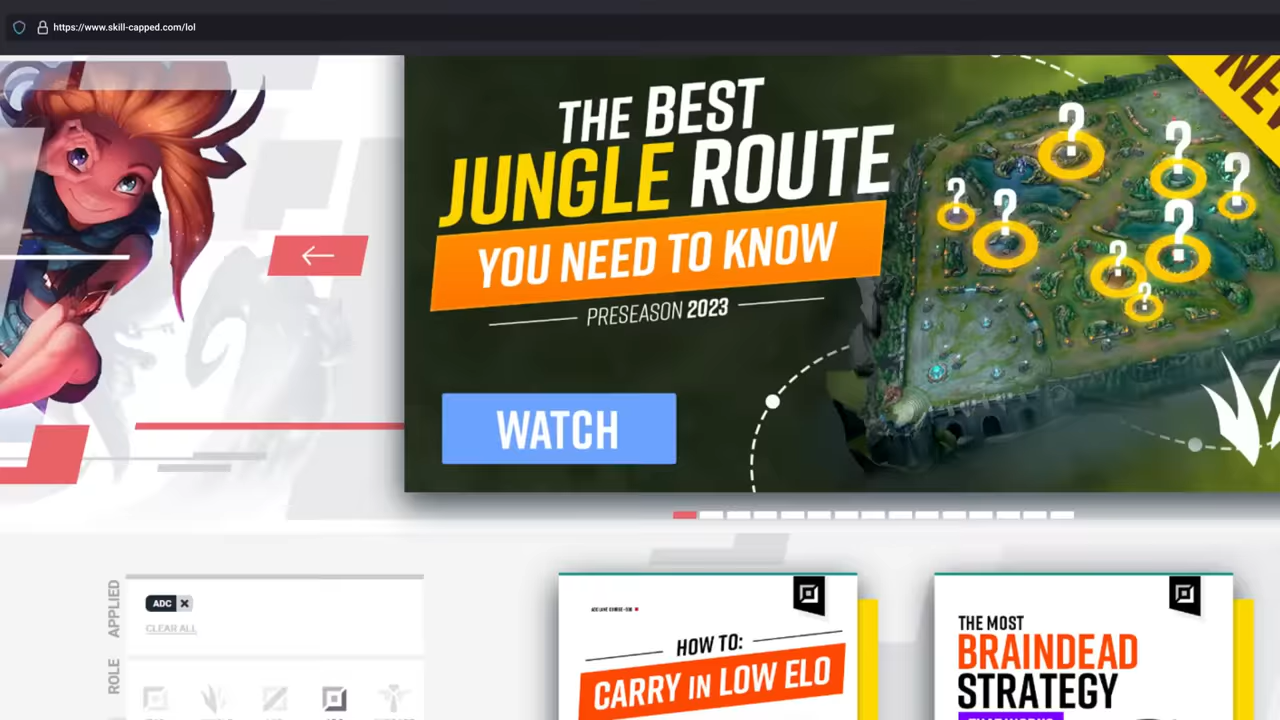 https://www.skill-capped.com/lol
NEW
THE BEST
JUNGLE ROUTE
YOU NEED TO KNOW
PRESEASON 2023
WATCH
? ? ? ? ? ? ? ?
APPLIED
ADC ×
CLEAR ALL
ROLE
HOW TO:
CARRY IN LOW ELO
THE MOST
BRAINDEAD
STRATEGY